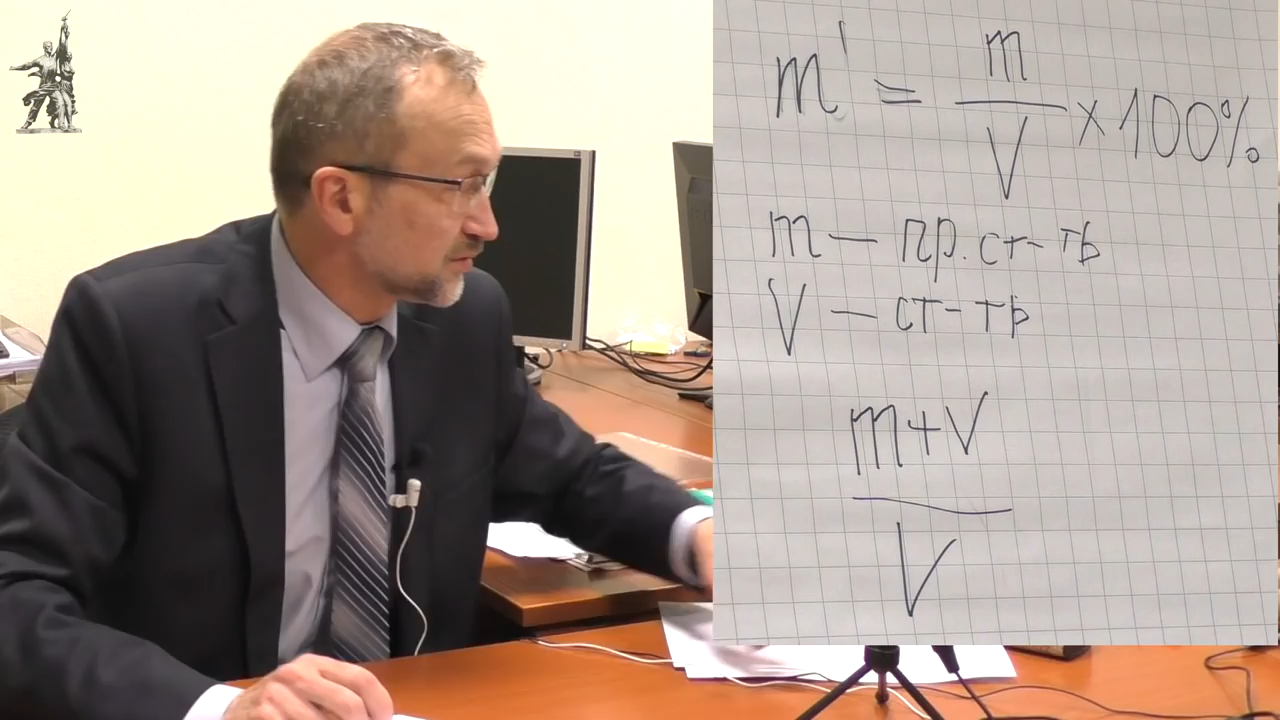 m' = m/V × 100%
m — пр. ст-ть
V — ст-ть
m+V
V